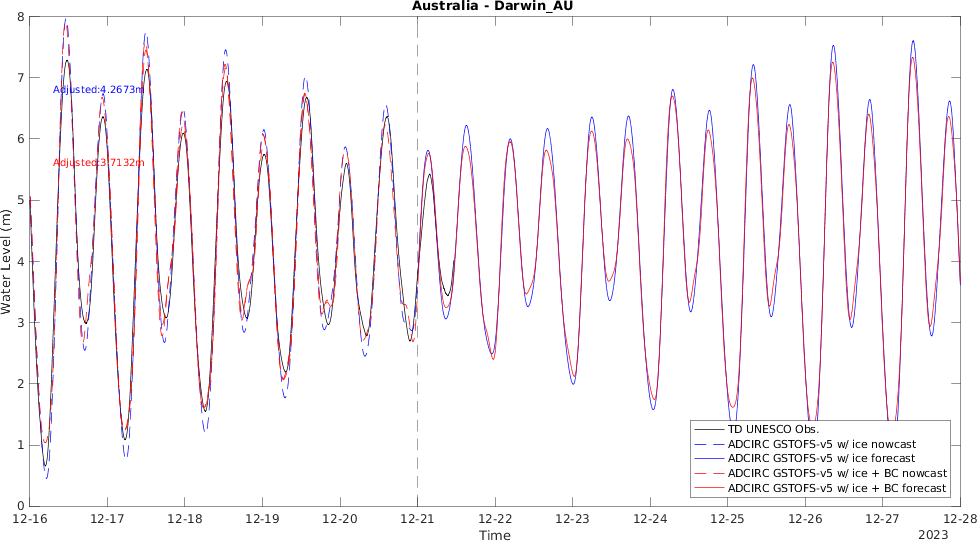 Australia - Darwin_AU
8
7
6
5
4
3
2
1
0
Water Level (m)
Adjusted:4.2673m
Adjusted:3.7132m
TD UNESCO Obs.
ADCIRC GSTOFS-v5 w/ ice nowcast
ADCIRC GSTOFS-v5 w/ ice forecast
ADCIRC GSTOFS-v5 w/ ice + BC nowcast
ADCIRC GSTOFS-v5 w/ ice + BC forecast
12-16 12-17 12-18 12-19 12-20 12-21 12-22 12-23 12-24 12-25 12-26 12-27 12-28
Time
2023